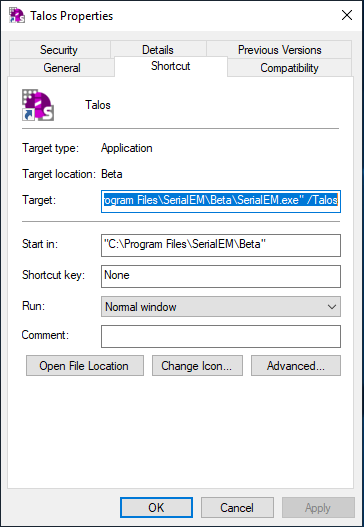 Talos Properties
Security Details Previous Versions
General Shortcut Compatibility
Talos
Target type: Application
Target location: Beta
Target: rogram Files\SerialEM\Beta\SerialEM.exe" /Talos
Start in: "C:\Program Files\SerialEM\Beta"
Shortcut key: None
Run: Normal window
Comment:
Open File Location Change Icon... Advanced...
OK Cancel Apply